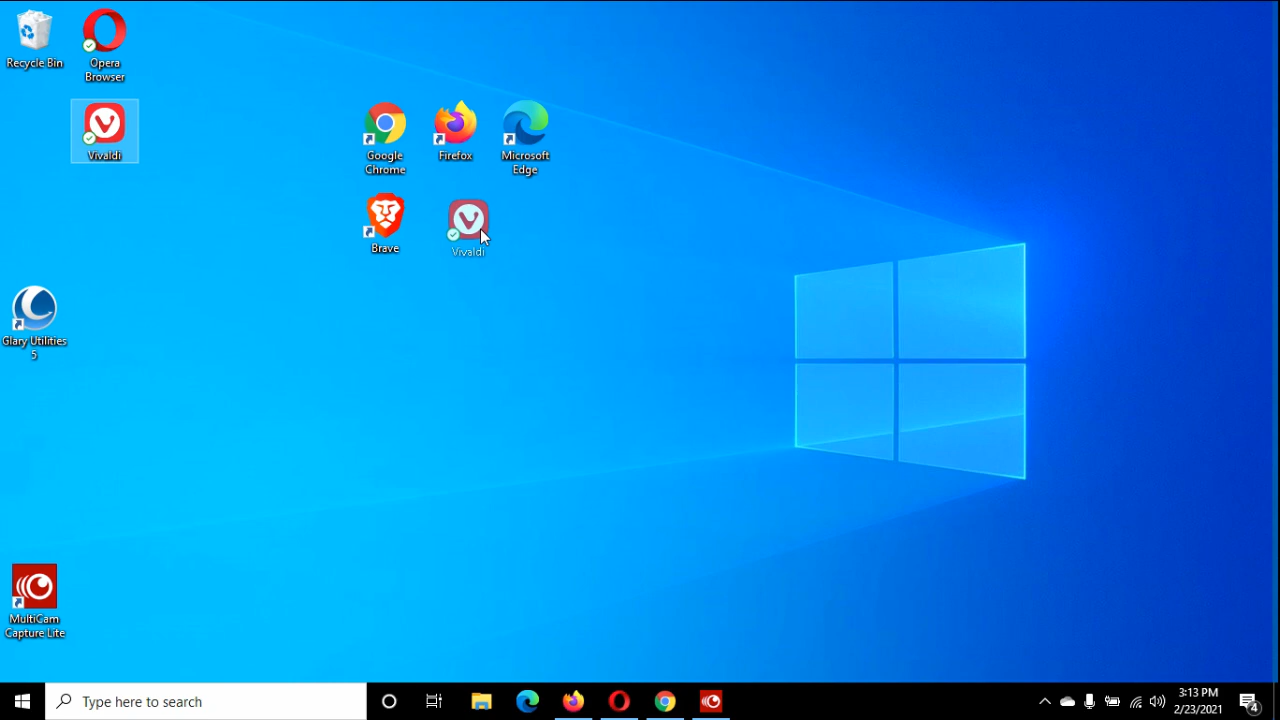 Recycle Bin
Opera
Browser
Vivaldi
Google
Chrome
Firefox
Microsoft
Edge
Brave
Vivaldi
Glary Utilities
5
MultiCam
Capture Lite
Type here to search
3:13 PM
2/23/2021
4